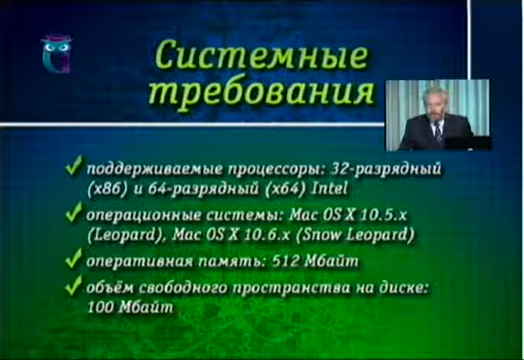 Системные
требования
поддерживаемые процессоры: 32-разрядный
(x86) и 64-разрядный (x64) Intel
операционные системы: Mac OS X 10.5.x
(Leopard), Mac OS X 10.6.x (Snow Leopard)
оперативная память: 512 Мбайт
объём свободного пространства на диске:
100 Мбайт